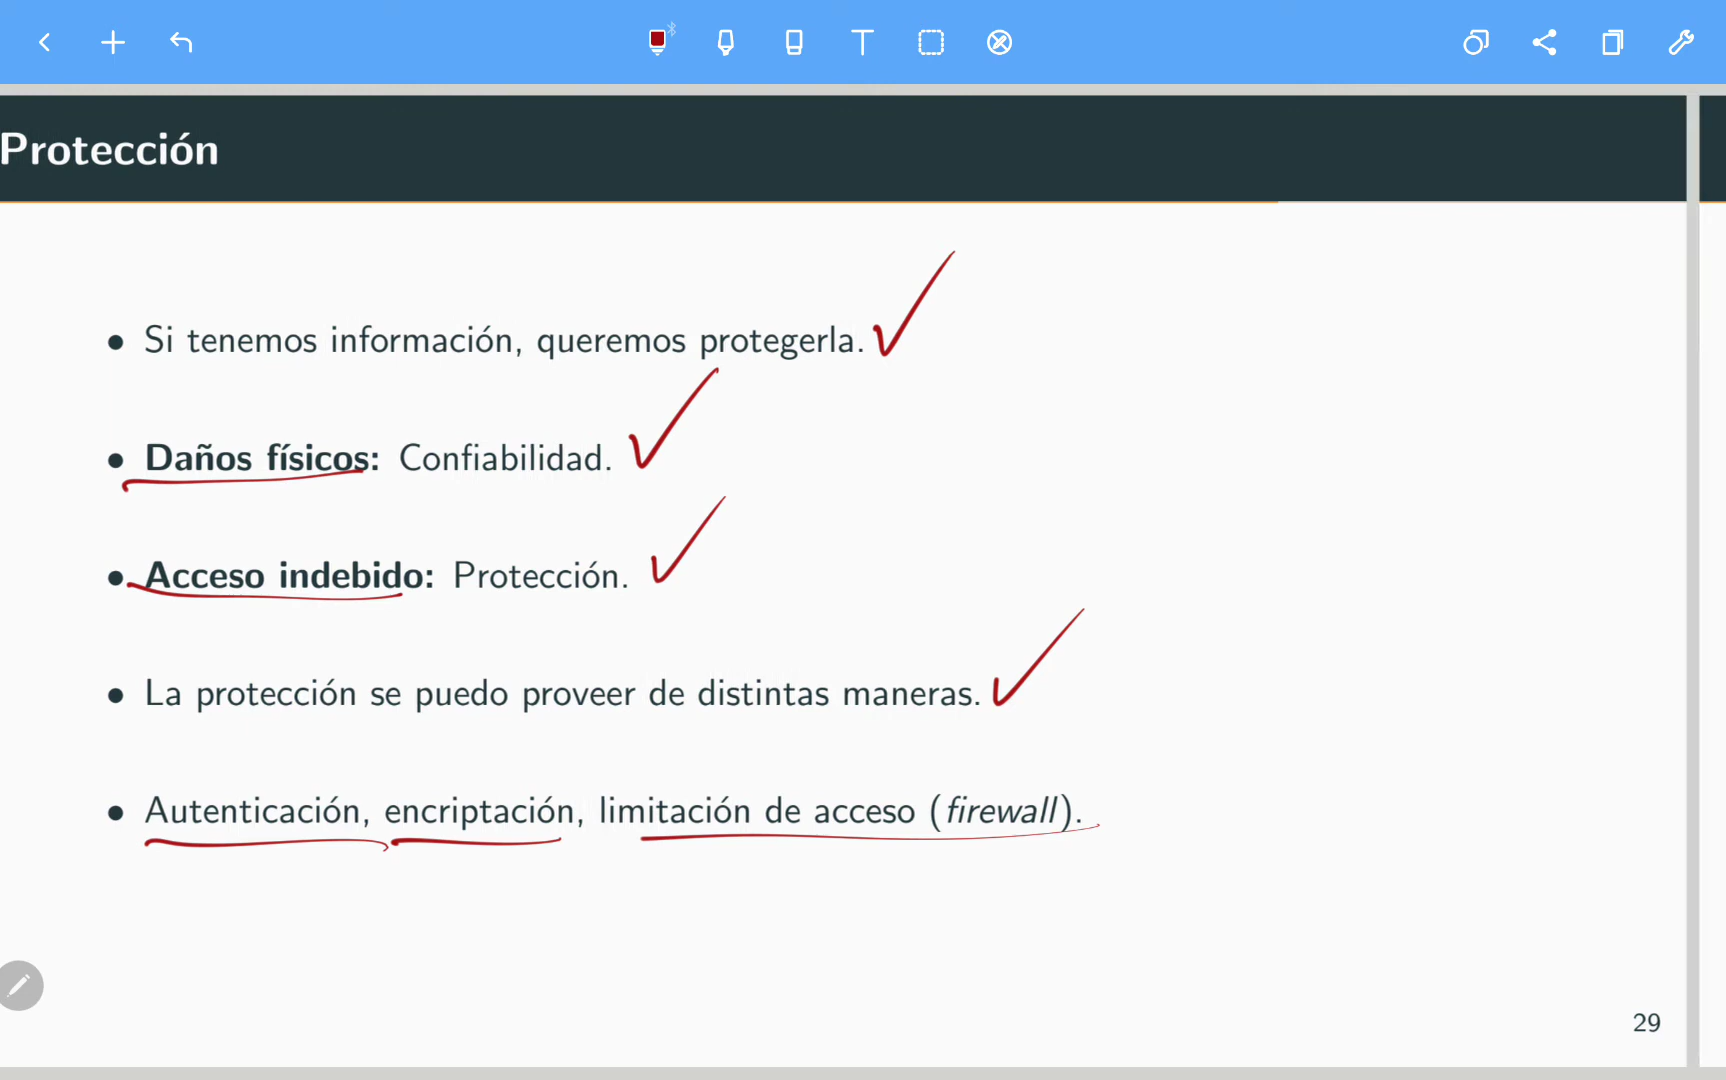 Protección
• Si tenemos información, queremos protegerla.
• Daños físicos: Confiabilidad.
• Acceso indebido: Protección.
• La protección se puedo proveer de distintas maneras.
• Autenticación, encriptación, limitación de acceso (firewall).
29